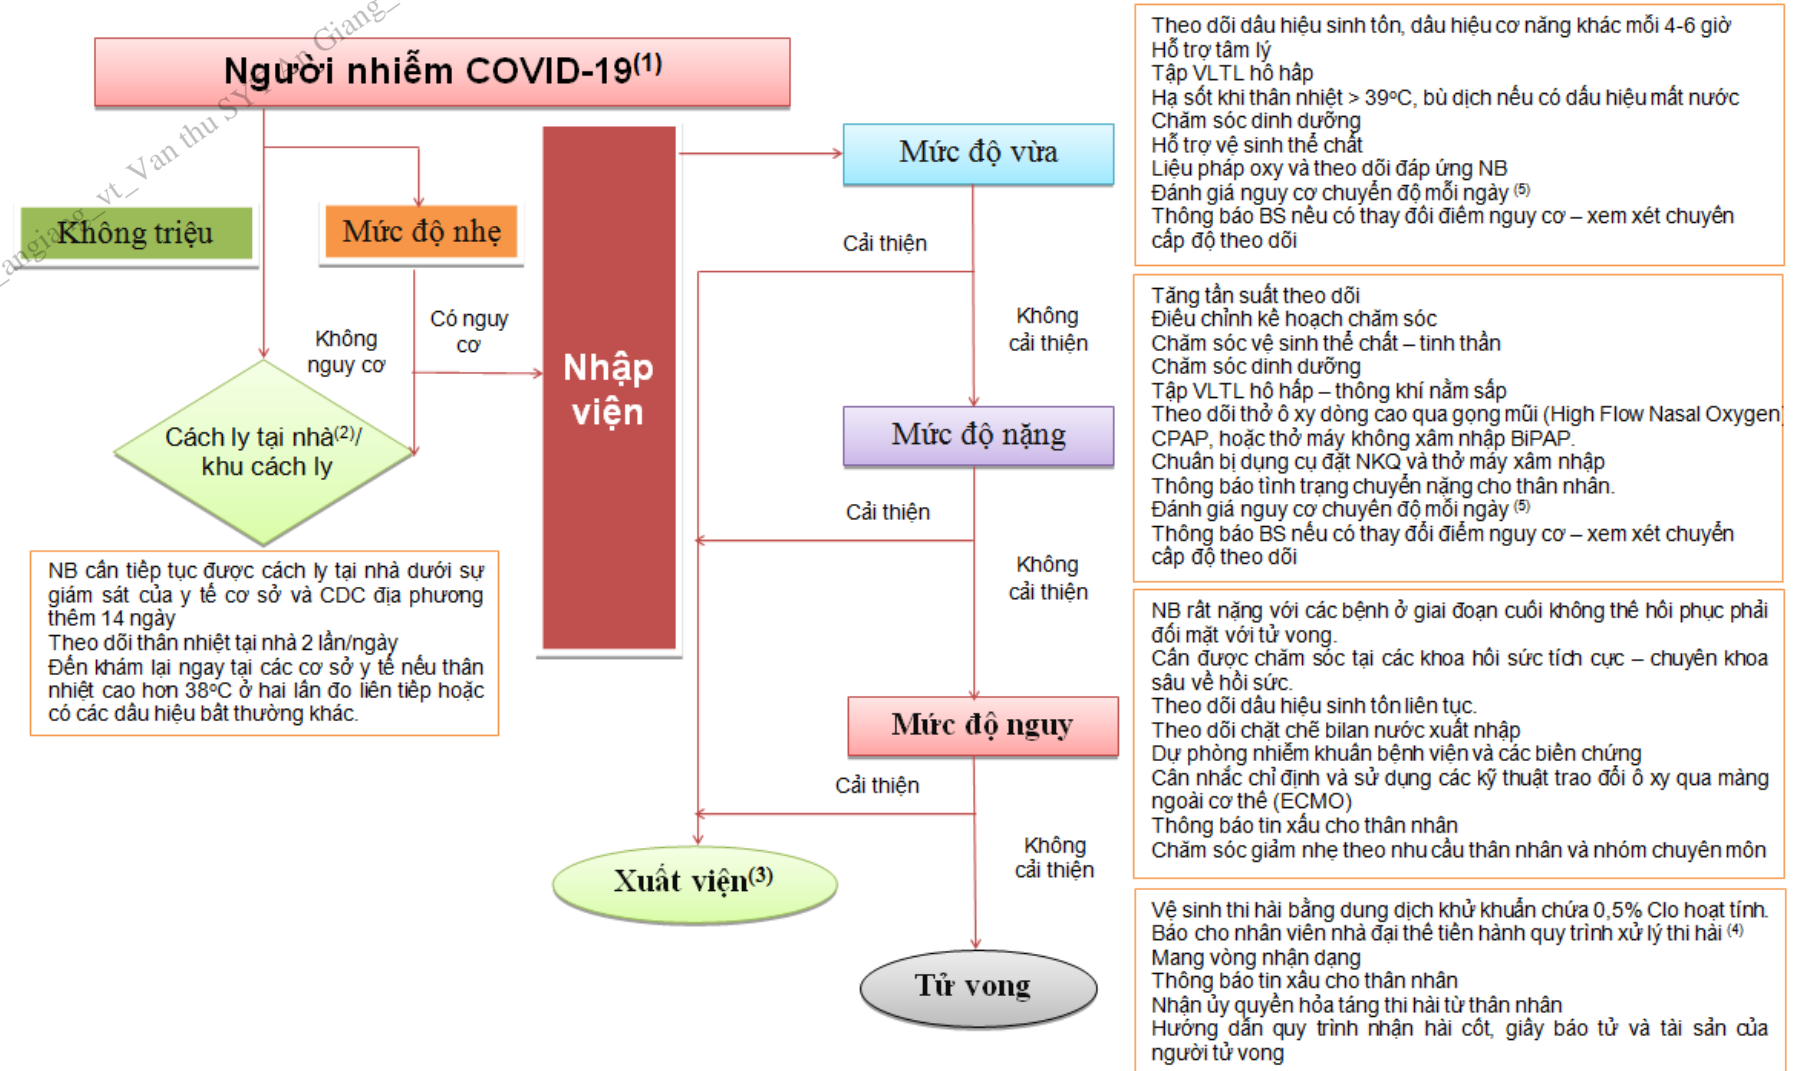 _angiang_vt_Van thu SYT An Giang_
Người nhiễm COVID-19(1)
Không triệu
Mức độ nhẹ
Không
nguy cơ
Có nguy
cơ
Cách ly tại nhà(2)/
khu cách ly
NB cần tiếp tục được cách ly tại nhà dưới sự
giám sát của y tế cơ sở và CDC địa phương
thêm 14 ngày
Theo dõi thân nhiệt tại nhà 2 lần/ngày
Đến khám lại ngay tại các cơ sở y tế nếu thân
nhiệt cao hơn 38ºC ở hai lần đo liên tiếp hoặc
có các dấu hiệu bất thường khác.
Nhập
viện
Mức độ vừa
Cải thiện
Không
cải thiện
Mức độ nặng
Cải thiện
Không
cải thiện
Mức độ nguy
Cải thiện
Không
cải thiện
Xuất viện(3)
Tử vong
Theo dõi dấu hiệu sinh tồn, dấu hiệu cơ năng khác mỗi 4-6 giờ
Hỗ trợ tâm lý
Tập VLTL hô hấp
Hạ sốt khi thân nhiệt > 39ºC, bù dịch nếu có dấu hiệu mất nước
Chăm sóc dinh dưỡng
Hỗ trợ vệ sinh thể chất
Liệu pháp oxy và theo dõi đáp ứng NB
Đánh giá nguy cơ chuyển độ mỗi ngày (5)
Thông báo BS nếu có thay đổi điểm nguy cơ – xem xét chuyển
cấp độ theo dõi
Tăng tần suất theo dõi
Điều chỉnh kế hoạch chăm sóc
Chăm sóc vệ sinh thể chất – tinh thần
Chăm sóc dinh dưỡng
Tập VLTL hô hấp – thông khí nằm sấp
Theo dõi thở ô xy dòng cao qua gọng mũi (High Flow Nasal Oxygen)
CPAP, hoặc thở máy không xâm nhập BiPAP.
Chuẩn bị dụng cụ đặt NKQ và thở máy xâm nhập
Thông báo tình trạng chuyển nặng cho thân nhân.
Đánh giá nguy cơ chuyển độ mỗi ngày (5)
Thông báo BS nếu có thay đổi điểm nguy cơ – xem xét chuyển
cấp độ theo dõi
NB rất nặng với các bệnh ở giai đoạn cuối không thể hồi phục phải
đối mặt với tử vong.
Cần được chăm sóc tại các khoa hồi sức tích cực – chuyên khoa
sâu về hồi sức.
Theo dõi dấu hiệu sinh tồn liên tục.
Theo dõi chặt chẽ bilan nước xuất nhập
Dự phòng nhiễm khuẩn bệnh viện và các biến chứng
Cân nhắc chỉ định và sử dụng các kỹ thuật trao đổi ô xy qua màng
ngoài cơ thể (ECMO)
Thông báo tin xấu cho thân nhân
Chăm sóc giảm nhẹ theo nhu cầu thân nhân và nhóm chuyên môn
Vệ sinh thi hài bằng dung dịch khử khuẩn chứa 0,5% Clo hoạt tính.
Báo cho nhân viên nhà đại thể tiến hành quy trình xử lý thi hài (4)
Mang vòng nhận dạng
Thông báo tin xấu cho thân nhân
Nhận ủy quyền hỏa táng thi hài từ thân nhân
Hướng dẫn quy trình nhận hài cốt, giấy báo tử và tài sản của
người tử vong